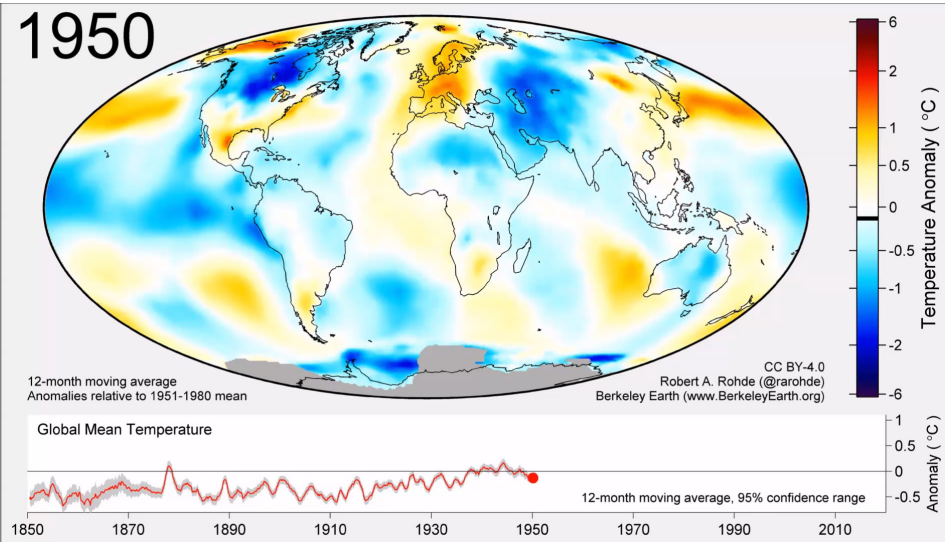 1950
6
2
1
0.5
0
-0.5
-1
-2
-6
Temperature Anomaly ( °C )
12-month moving average
Anomalies relative to 1951-1980 mean
CC BY-4.0
Robert A. Rohde (@rarohde)
Berkeley Earth (www.BerkeleyEarth.org)
Global Mean Temperature
1
0.5
0
-0.5
Anomaly (°C)
12-month moving average, 95% confidence range
1850 1870 1890 1910 1930 1950 1970 1990 2010